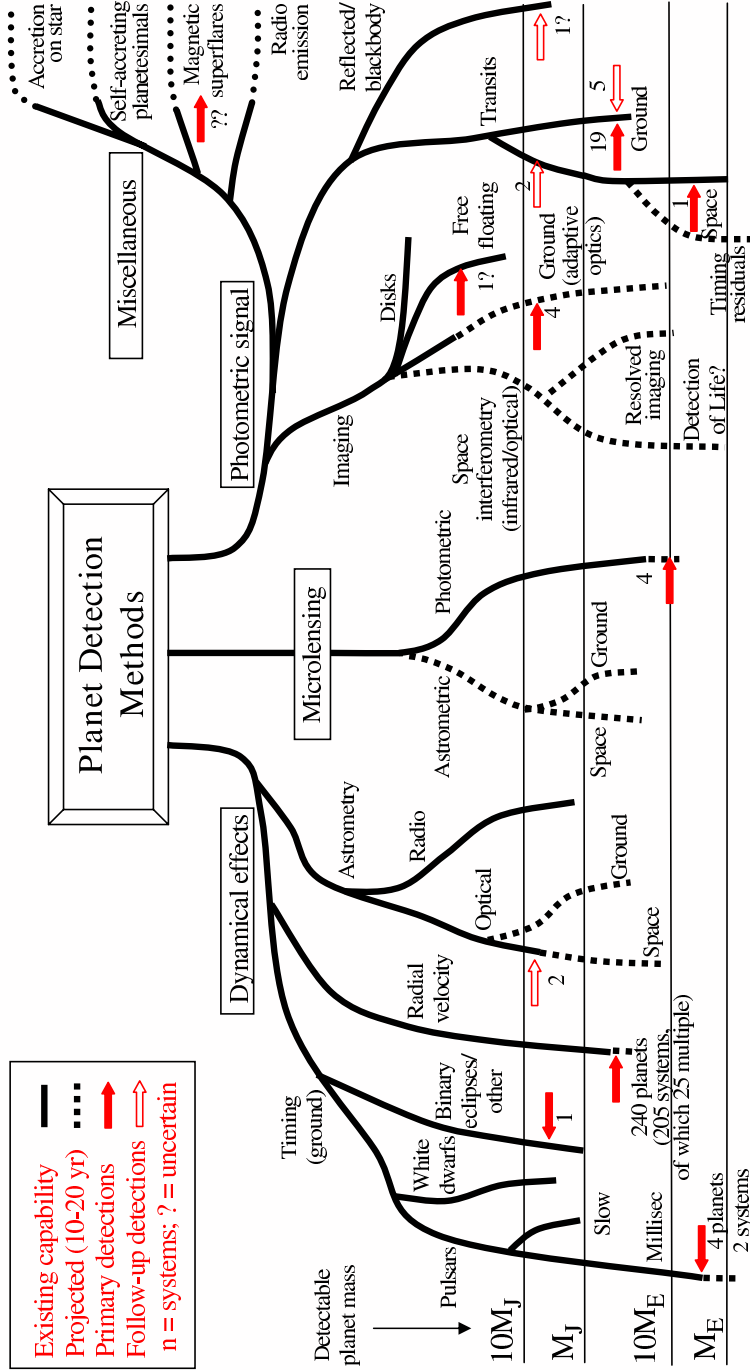 Planet Detection
Methods
Dynamical effects
Microlensing
Photometric signal
Miscellaneous
Existing capability
Projected (10-20 yr)
Primary detections
Follow-up detections
n = systems; ? = uncertain
Detectable
planet mass
10MJ
MJ
10ME
ME
Timing
(ground)
Pulsars
Slow
Millisec
4 planets
2 systems
White
dwarfs
Binary
eclipses/
other
1
Radial
velocity
240 planets
(205 systems,
of which 25 multiple)
Astrometry
Optical
2
Space
Ground
Radio
Astrometric
Space
Ground
Photometric
4
Imaging
Space
interferometry
(infrared/optical)
Detection
of Life?
Resolved
imaging
Disks
Free
floating
1?
Ground
(adaptive
optics)
4
Reflected/
blackbody
1?
Transits
2
1
Space
Timing
residuals
19
5
Ground
Accretion
on star
Self-accreting
planetesimals
Magnetic
superflares
??
Radio
emission